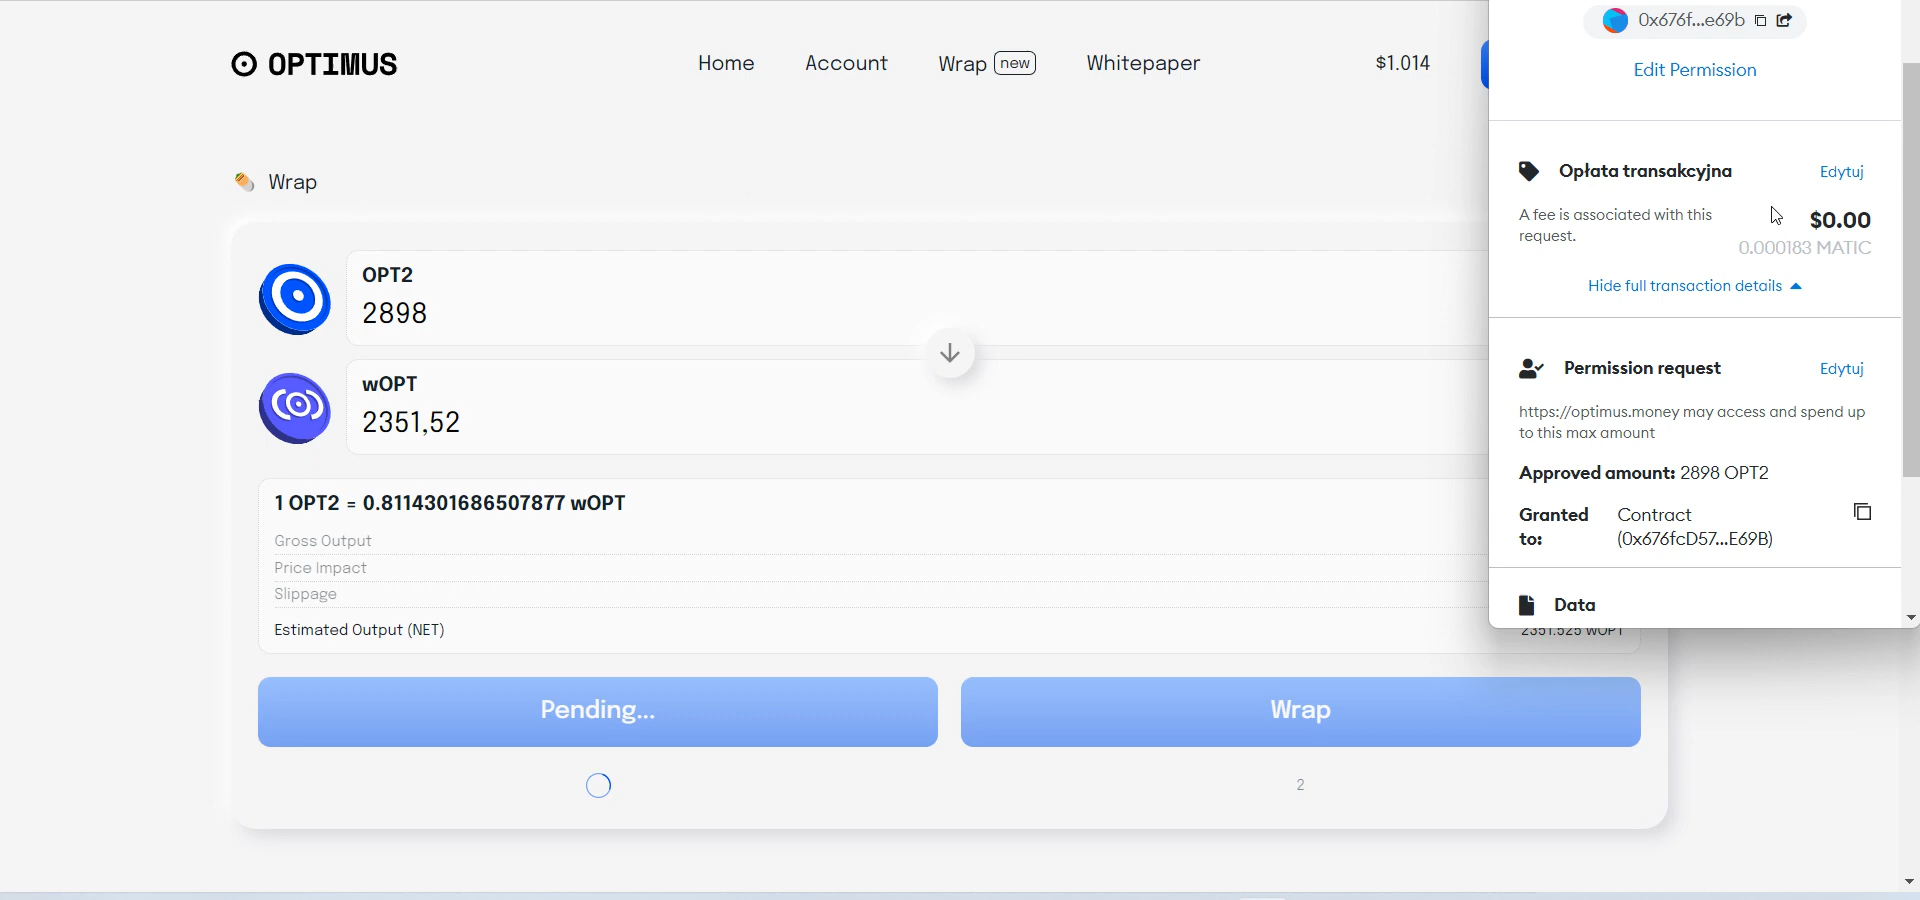 OPTIMUS
Home
Account
Wrap new
Whitepaper
$1.014
Wrap
OPT2
2898
wOPT
2351,52
1 OPT2 = 0.8114301686507877 wOPT
Gross Output
Price Impact
Slippage
Estimated Output (NET)
2351.525 wOPT
Pending...
Wrap
2
0x676f...e69b
Edit Permission
Opłata transakcyjna
Edytuj
A fee is associated with this
request.
$0.00
0.000183 MATIC
Hide full transaction details
Permission request
Edytuj
https://optimus.money may access and spend up
to this max amount
Approved amount: 2898 OPT2
Granted
to:
Contract
(0x676fcD57...E69B)
Data